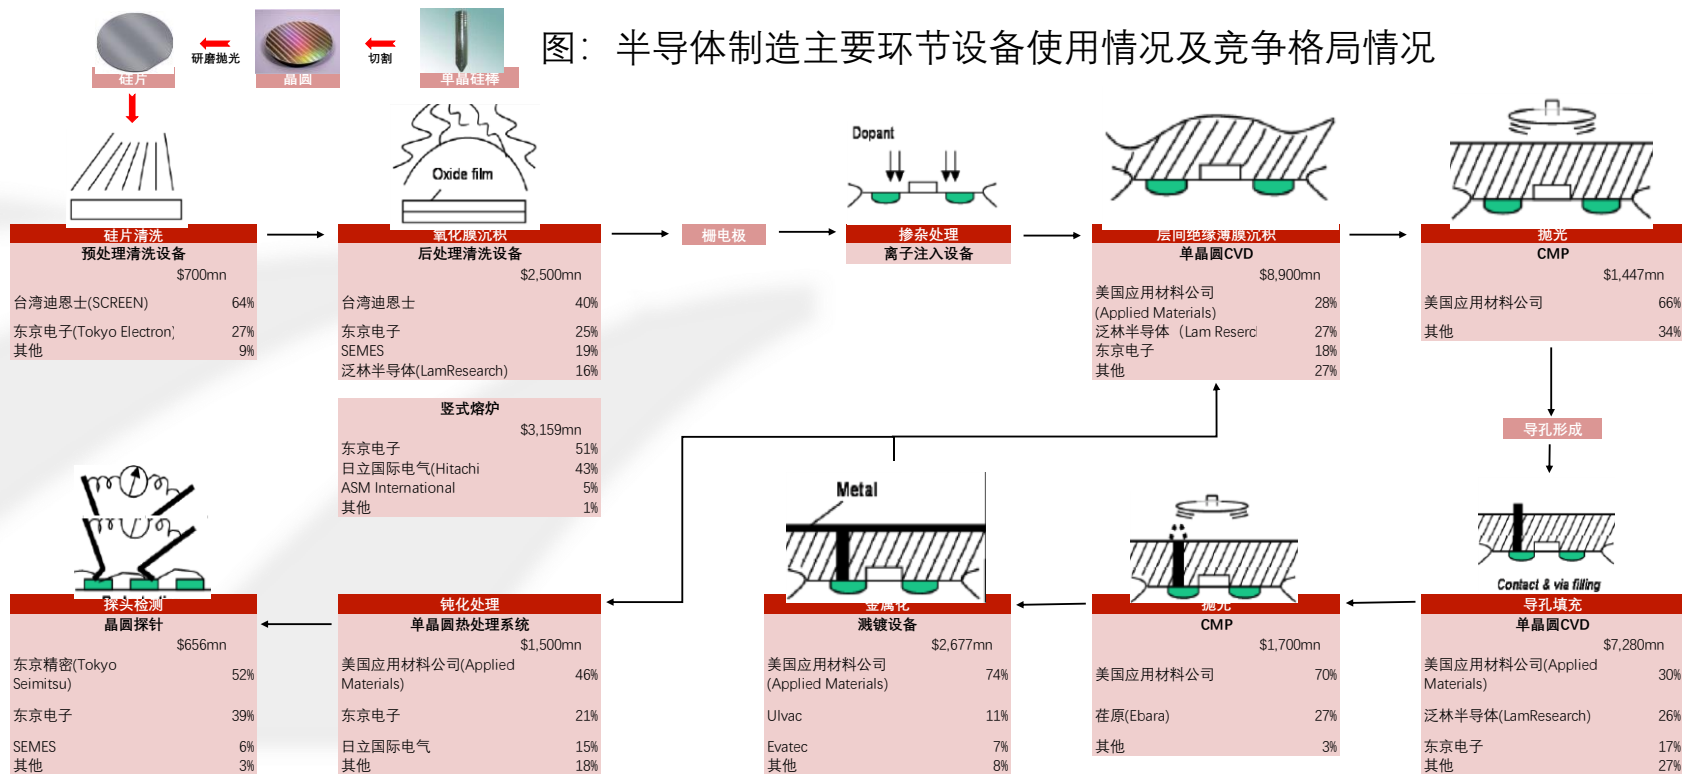 图：半导体制造主要环节设备使用情况及竞争格局情况
硅片
研磨抛光
晶圆
切割
单晶硅棒
Oxide film
Dopant
硅片清洗
预处理清洗设备
$700mn
台湾迪恩士(SCREEN) 64%
东京电子(Tokyo Electron) 27%
其他 9%
氧化膜沉积
后处理清洗设备
$2,500mn
台湾迪恩士 40%
东京电子 25%
SEMES 19%
泛林半导体(LamResearch) 16%
竖式熔炉
$3,159mn
东京电子 51%
日立国际电气(Hitachi 43%
ASM International 5%
其他 1%
栅电极
掺杂处理
离子注入设备
层间绝缘薄膜沉积
单晶圆CVD
$8,900mn
美国应用材料公司
(Applied Materials) 28%
泛林半导体（Lam Reserc 27%
东京电子 18%
其他 27%
抛光
CMP
$1,447mn
美国应用材料公司 66%
其他 34%
导孔形成
Contact & via filling
导孔填充
单晶圆CVD
$7,280mn
美国应用材料公司(Applied
Materials) 30%
泛林半导体(LamResearch) 26%
东京电子 17%
其他 27%
抛光
CMP
$1,700mn
美国应用材料公司 70%
荏原(Ebara) 27%
其他 3%
Metal
金属化
溅镀设备
$2,677mn
美国应用材料公司
(Applied Materials) 74%
Ulvac 11%
Evatec 7%
其他 8%
钝化处理
单晶圆热处理系统
$1,500mn
美国应用材料公司(Applied
Materials) 46%
东京电子 21%
日立国际电气 15%
其他 18%
探头检测
晶圆探针
$656mn
东京精密(Tokyo
Seimitsu) 52%
东京电子 39%
SEMES 6%
其他 3%